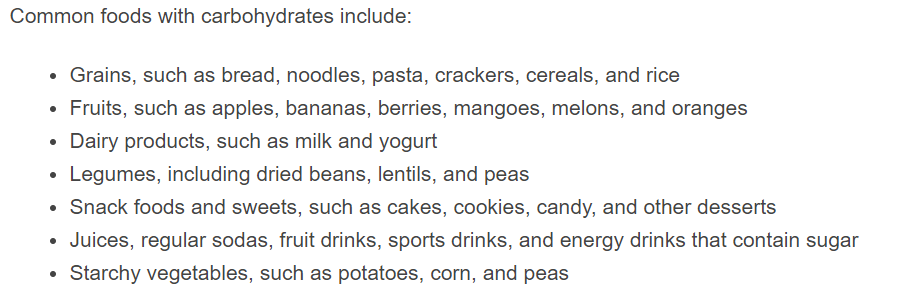 Common foods with carbohydrates include:
• Grains, such as bread, noodles, pasta, crackers, cereals, and rice
• Fruits, such as apples, bananas, berries, mangoes, melons, and oranges
• Dairy products, such as milk and yogurt
• Legumes, including dried beans, lentils, and peas
• Snack foods and sweets, such as cakes, cookies, candy, and other desserts
• Juices, regular sodas, fruit drinks, sports drinks, and energy drinks that contain sugar
• Starchy vegetables, such as potatoes, corn, and peas